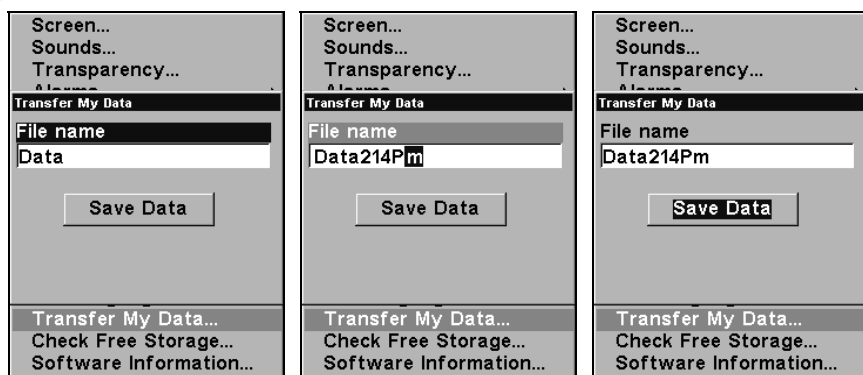 Screen...
Sounds...
Transparency...
Alarms
Transfer My Data
File name
Data
Save Data
Transfer My Data...
Check Free Storage...
Software Information...
Screen...
Sounds...
Transparency...
Alarms
Transfer My Data
File name
Data214Pm
Save Data
Transfer My Data...
Check Free Storage...
Software Information...
Screen...
Sounds...
Transparency...
Alarms
Transfer My Data
File name
Data214Pm
Save Data
Transfer My Data...
Check Free Storage...
Software Information...